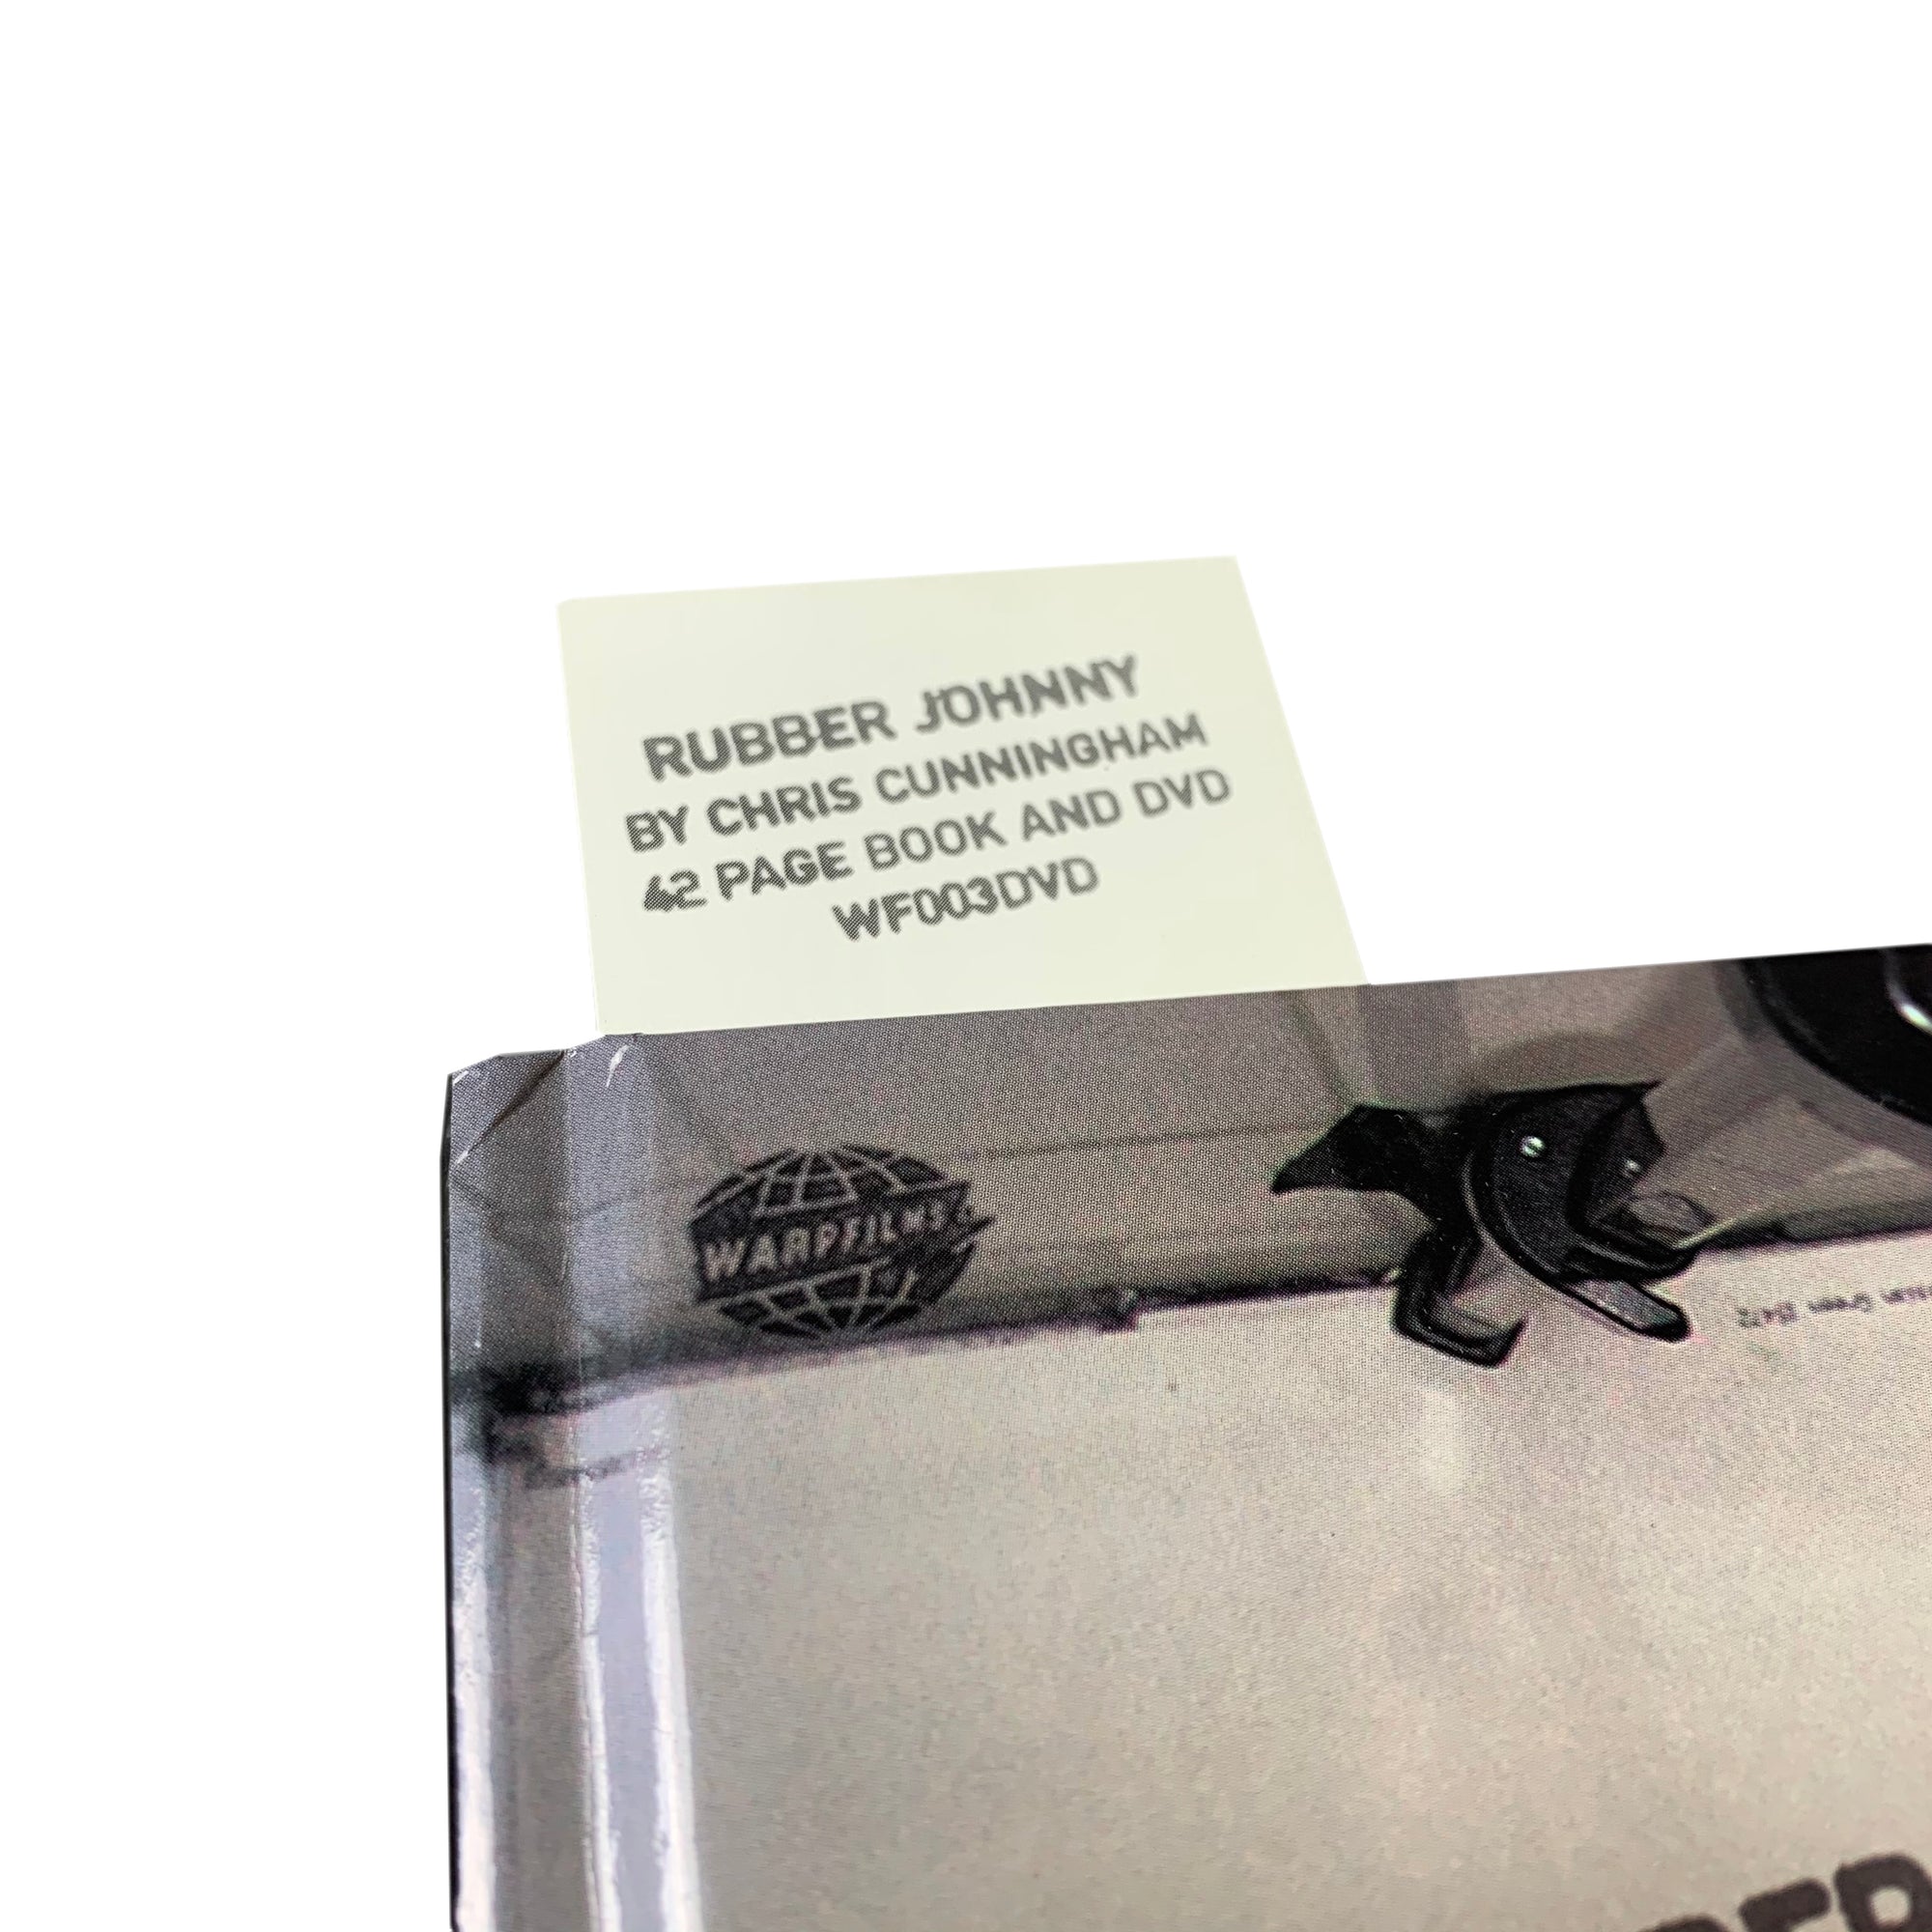 RUBBER JOHNNY
BY CHRIS CUNNINGHAM
42 PAGE BOOK AND DVD
WF003DVD
WARPFILMS